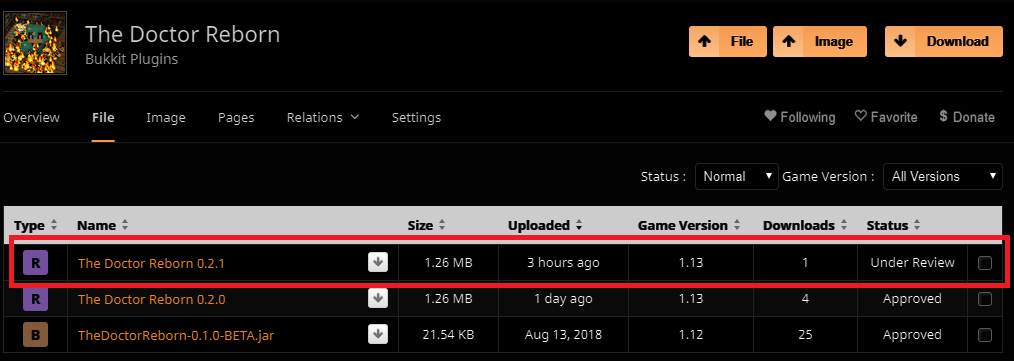 The Doctor Reborn
Bukkit Plugins
File Image Download
Overview File Image Pages Relations Settings Following Favorite $ Donate
Status : Normal Game Version : All Versions
Type Name Size Uploaded Game Version Downloads Status
R The Doctor Reborn 0.2.1 1.26 MB 3 hours ago 1.13 1 Under Review
R The Doctor Reborn 0.2.0 1.26 MB 1 day ago 1.13 4 Approved
B TheDoctorReborn-0.1.0-BETA.jar 21.54 KB Aug 13, 2018 1.12 25 Approved